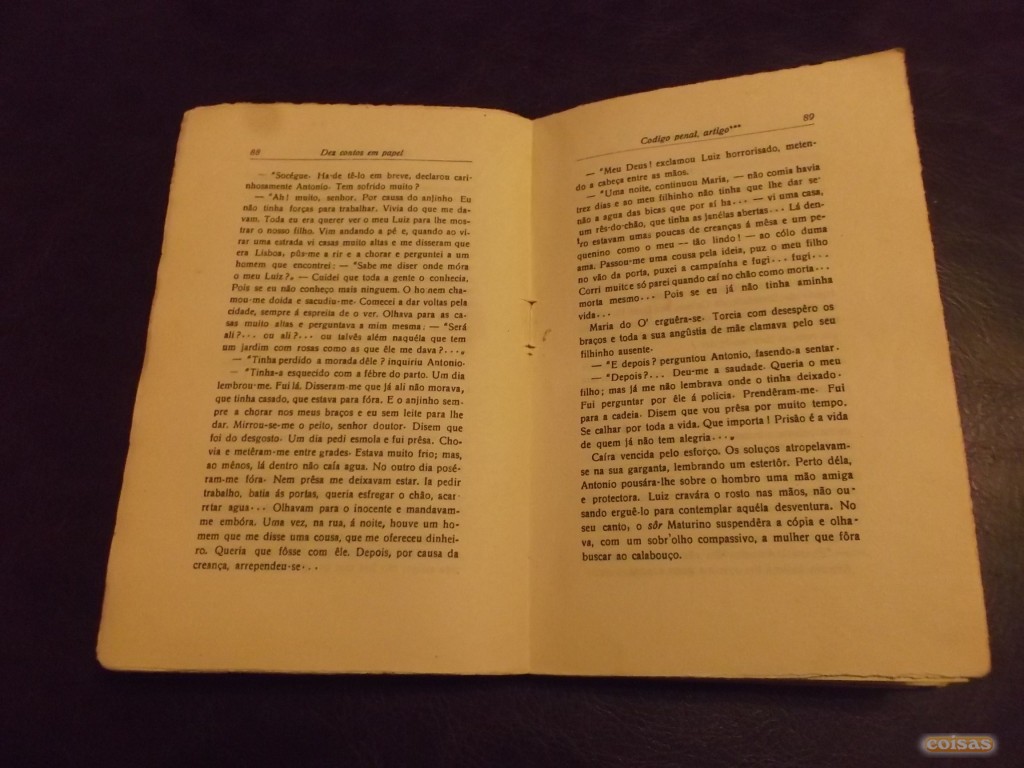 88 Dez contos em papel
— "Socêgue. Ha-de tê-lo em breve, declarou cari-
nhosamente Antonio. Tem sofrido muito?
— "Ah! muito, senhor. Por causa do anjinho. Eu
não tinha forças para trabalhar. Vivia do que me da-
vam. Toda eu era querer ver o meu Luiz para lhe mos-
trar o nosso filho. Vim andando a pé e, quando ao vi-
rar uma estrada vi casas muito altas e me disseram que
era Lisboa, pûs-me a rir e a chorar e perguntei a um
homem que encontrei: — "Sabe me diser onde móra
o meu Luiz?„ — Cuidei que toda a gente o conhecia.
Pois se eu não conheço mais ninguem. O ho nem cha-
mou-me doida e sacudiu-me. Comecei a dar voltas pela
cidade, sempre á espreita de o ver. Olhava para as ca-
sas muito altas e perguntava a mim mesma: — "Será
ali?... ou ali?... ou talvês além naquéla que tem
um jardim com rosas como as que êle me dava?...„
— "Tinha perdido a morada dêle? inquiriu Antonio.
— "Tinha-a esquecido com a fébre do parto. Um dia
lembrou-me. Fui lá. Disseram-me que já ali não morava,
que tinha casado, que estava para fóra. E o anjinho sem-
pre a chorar nos meus braços e eu sem leite para lhe
dar. Mirrou-se-me o peito, senhor doutor. Disem que
foi do desgosto. Um dia pedi esmola e fui prêsa. Cho-
via e metêram-me entre grades. Estava muito frio; mas,
ao mênos, lá dentro não caía agua. No outro dia posé-
ram-me fóra. Nem prêsa me deixavam estar. Ia pedir
trabalho, batia ás portas, queria esfregar o chão, acar-
retar agua... Olhavam para o inocente e mandavam-
me embóra. Uma vez, na rua, á noite, houve um ho-
mem que me disse uma cousa, que me ofereceu dinhei-
ro. Queria que fôsse com êle. Depois, por causa da
creança, arrependeu-se...
Codigo penal, artigo*** 89
— "Meu Deus! exclamou Luiz horrorisado, meten-
do a cabeça entre as mãos.
— "Uma noite, continuou Maria, — não comia havia
trez dias e ao meu filhinho não tinha que lhe dar se-
não a agua das bicas que por aí ha... — vi uma casa,
um rês-do-chão, que tinha as janélas abertas... Lá den-
ro estavam umas poucas de creanças á mêsa e um pe-
quenino como o meu — tão lindo! — ao cólo duma
ama. Passou-me uma cousa pela ideia, puz o meu filho
no vão da porta, puxei a campaínha e fugi... fugi...
Corri muitce só parei quando caí no chão como morta...
morta mesmo... Pois se eu já não tinha aminha
vida...
Maria do O' erguêra-se. Torcia com desespêro os
braços e toda a sua angústia de mãe clamava pelo seu
filhinho ausente.
— "E depois? perguntou Antonio, fasendo-a sentar.
— "Depois?... Deu-me a saudade. Queria o meu
filho; mas já me não lembrava onde o tinha deixado.
Fui perguntar por êle á policia. Prendêram-me. Fui
para a cadeia. Disem que vou prêsa por muito tempo.
Se calhar por toda a vida. Que importa! Prisão é a vida
de quem já não tem alegria...„
Caíra vencida pelo esforço. Os soluços atropelavam-
se na sua garganta, lembrando um estertôr. Perto déla,
Antonio pousára-lhe sobre o hombro uma mão amiga
e protectora. Luiz cravára o rosto nas mãos, não ou-
sando erguê-lo para contemplar aquéla desventura. No
seu canto, o sôr Maturino suspendêra a cópia e olha-
va, com um sobr'olho compassivo, a mulher que fôra
buscar ao calabouço.
coisas